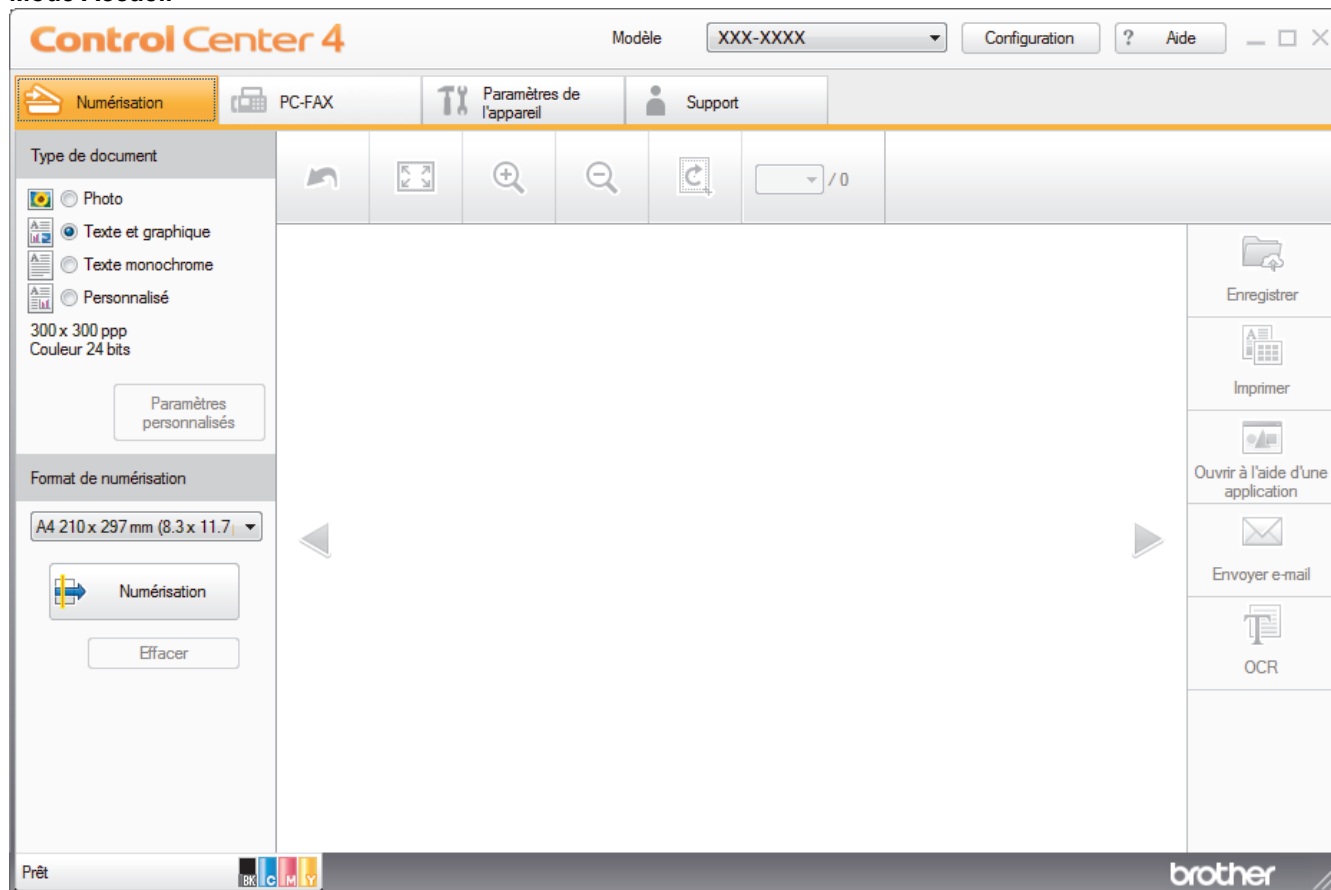 Control Center 4
Modèle
XXX-XXXX
Configuration
? Aide
Numérisation
PC-FAX
Paramètres de
l'appareil
Support
Type de document
Photo
Texte et graphique
Texte monochrome
Personnalisé
300 x 300 ppp
Couleur 24 bits
Paramètres
personnalisés
Format de numérisation
A4 210 x 297 mm (8.3 x 11.7
Numérisation
Effacer
/ 0
Enregistrer
Imprimer
Ouvrir à l'aide d'une
application
Envoyer e-mail
OCR
Prêt
BK C M Y
brother